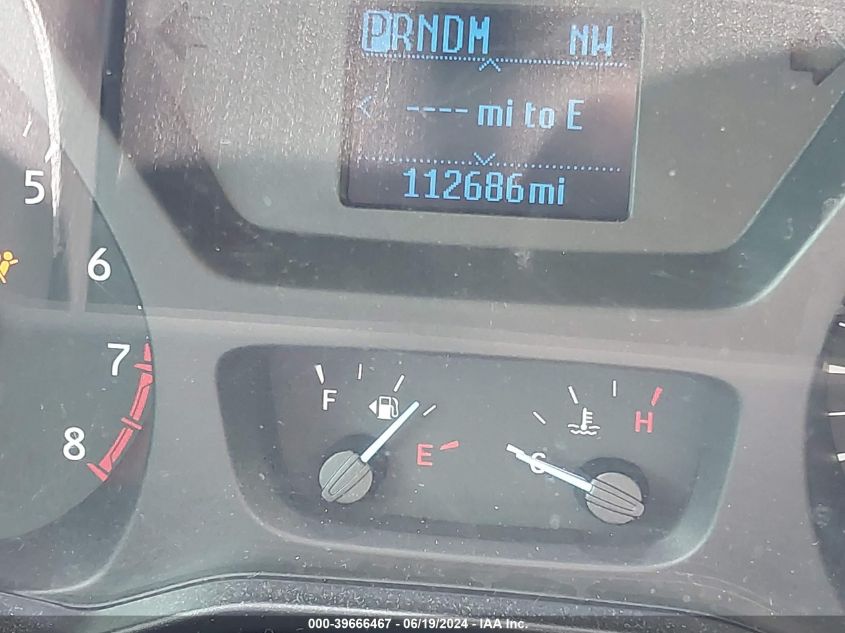 PRNDM NW
< ---- mi to E
112686mi
5
6
7
8
F
E
C
H
000-39666467 - 06/19/2024 - IAA Inc.